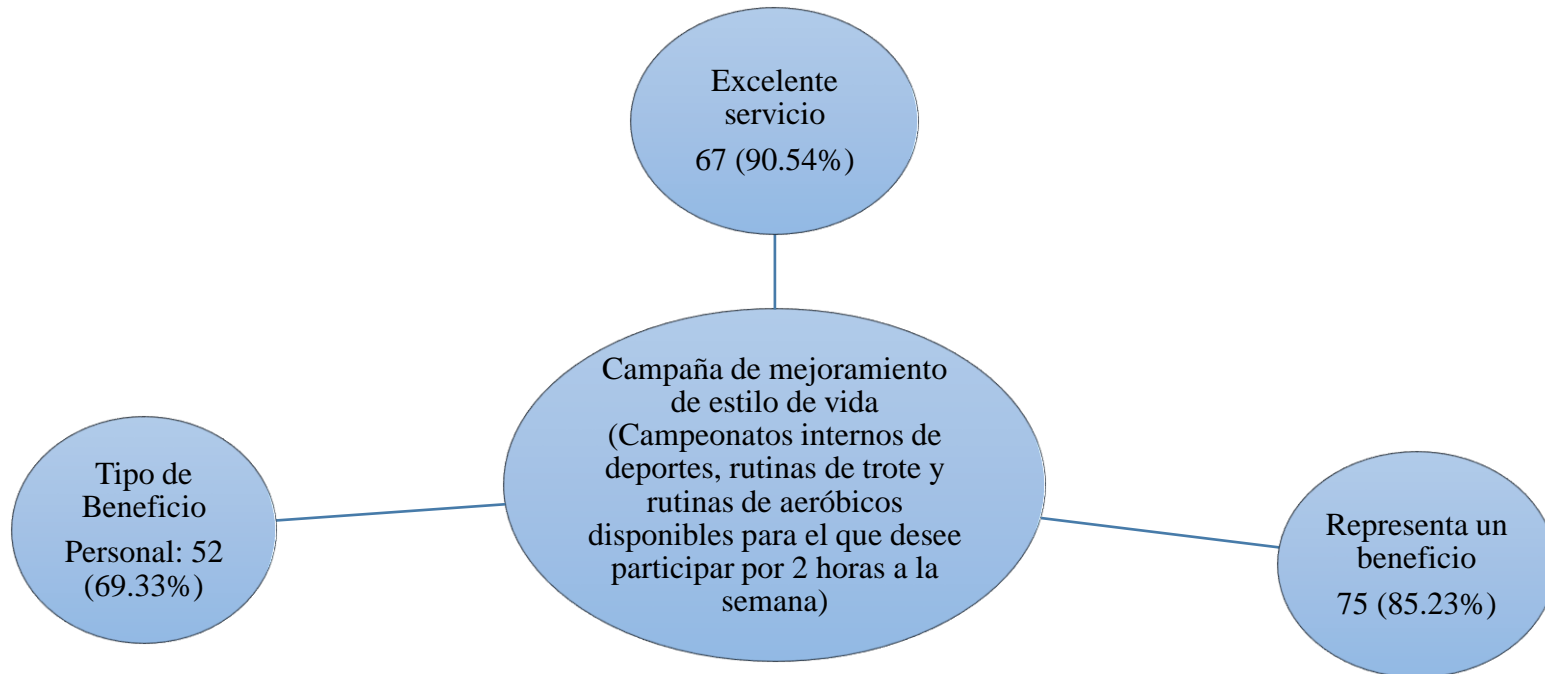 Excelente
servicio
67 (90.54%)
Campaña de mejoramiento
de estilo de vida
(Campeonatos internos de
deportes, rutinas de trote y
rutinas de aeróbicos
disponibles para el que desee
participar por 2 horas a la
semana)
Tipo de
Beneficio
Personal: 52
(69.33%)
Representa un
beneficio
75 (85.23%)